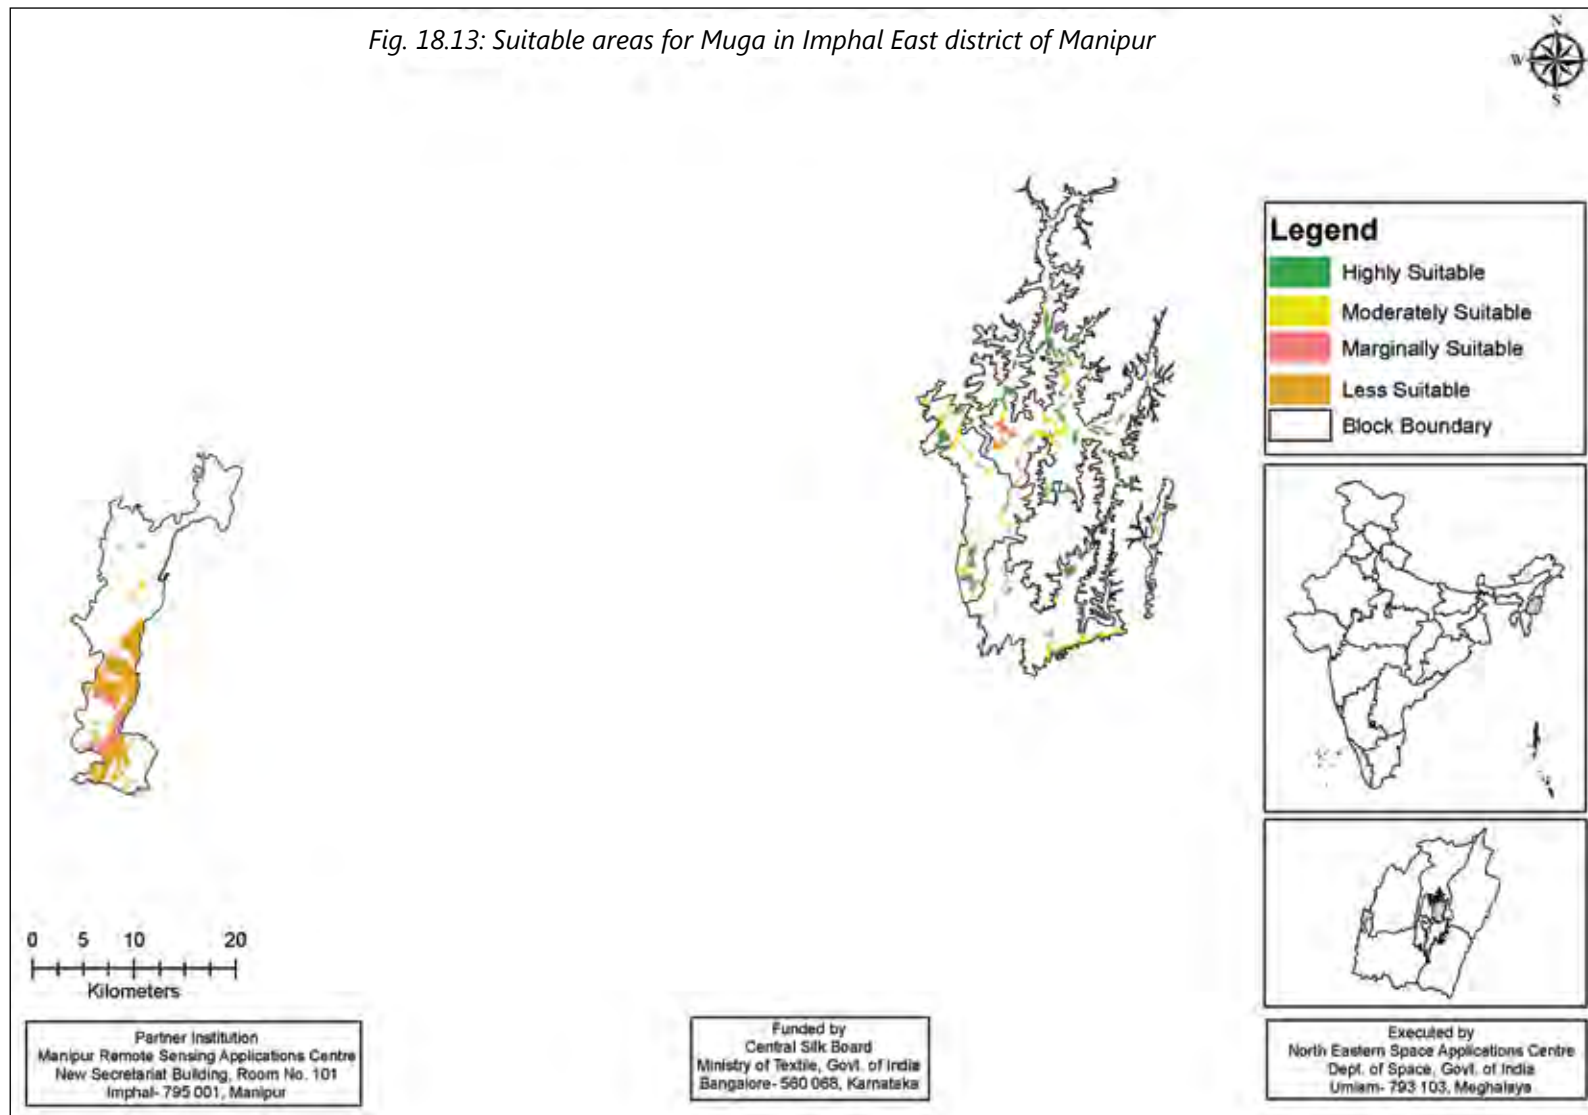 Fig. 18.13: Suitable areas for Muga in Imphal East district of Manipur
N
W
S
Legend
Highly Suitable
Moderately Suitable
Marginally Suitable
Less Suitable
Block Boundary
0 5 10 20
Kilometers
Partner Institution
Manipur Remote Sensing Applications Centre
New Secretariat Building, Room No. 101
Imphal- 795 001, Manipur
Funded by
Central Silk Board
Ministry of Textile, Govt. of India
Bangalore- 560 068, Karnataka
Executed by
North Eastern Space Applications Centre
Dept. of Space, Govt. of India
Umiam- 793 103, Meghalaya